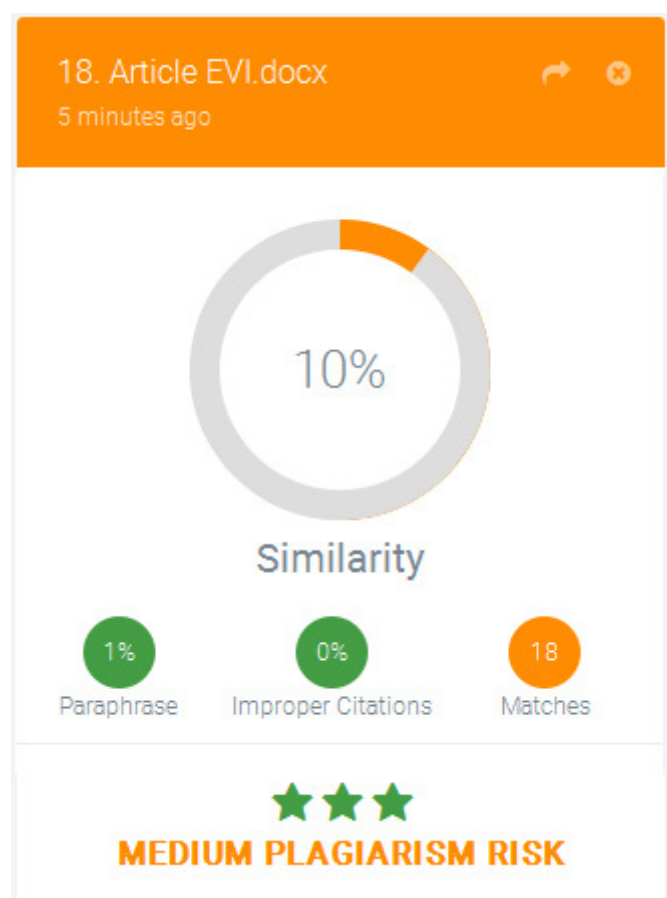 18. Article EVI.docx
5 minutes ago
10%
Similarity
1% 0% 18
Paraphrase Improper Citations Matches
MEDIUM PLAGIARISM RISK